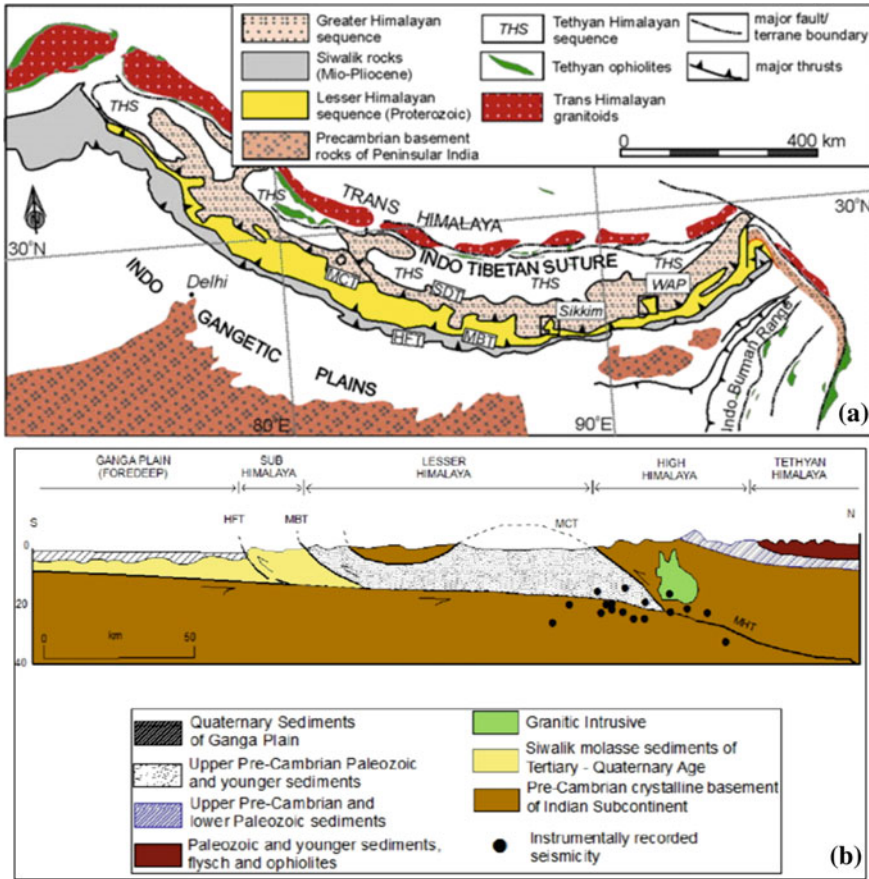 Greater Himalayan
sequence
Siwalik rocks
(Mio-Pliocene)
Lesser Himalayan
sequence (Proterozoic)
Precambrian basement
rocks of Peninsular India
THS
Tethyan Himalayan
sequence
Tethyan ophiolites
Trans Himalayan
granitoids
major fault/
terrane boundary
major thrusts
0 400 km
THS
THS
TRANS
HIMALAYA
30°N
30°N
INDO TIBETAN SUTURE
THS
THS
THS
MCT
SDT
WAP
Sikkim
Delhi
INDO
GANGETIC
PLAINS
HFT
MBT
Indo-Burman Range
80°E
90°E
(a)
GANGA PLAIN
(FOREDEEP)
SUB
HIMALAYA
LESSER
HIMALAYA
HIGH
HIMALAYA
TETHYAN
HIMALAYA
S
N
HFT
MBT
MCT
0
20
40
0 km 50
MHT
Quaternary Sediments
of Ganga Plain
Upper Pre-Cambrian Paleozoic
and younger sediments
Upper Pre-Cambrian and
lower Paleozoic sediments
Paleozoic and younger sediments,
flysch and ophiolites
Granitic Intrusive
Siwalik molasse sediments of
Tertiary - Quaternary Age
Pre-Cambrian crystalline basement
of Indian Subcontinent
Instrumentally recorded
seismicity
(b)